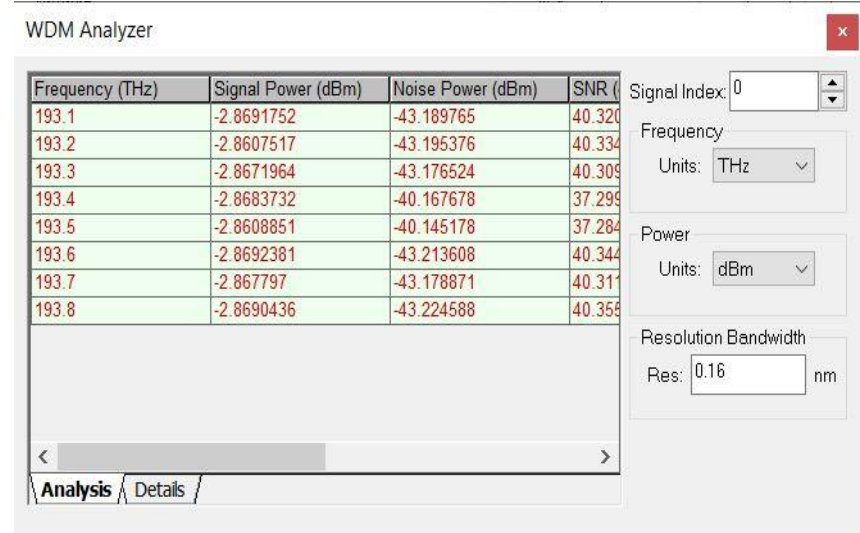 WDM Analyzer
x
Frequency (THz) Signal Power (dBm) Noise Power (dBm) SNR (
193.1 -2.8691752 -43.189765 40.320
193.2 -2.8607517 -43.195376 40.334
193.3 -2.8671964 -43.176524 40.309
193.4 -2.8683732 -40.167678 37.299
193.5 -2.8608851 -40.145178 37.284
193.6 -2.8692381 -43.213608 40.344
193.7 -2.867797 -43.178871 40.311
193.8 -2.8690436 -43.224588 40.355
Analysis Details
Signal Index: 0
Frequency
Units: THz
Power
Units: dBm
Resolution Bandwidth
Res: 0.16 nm